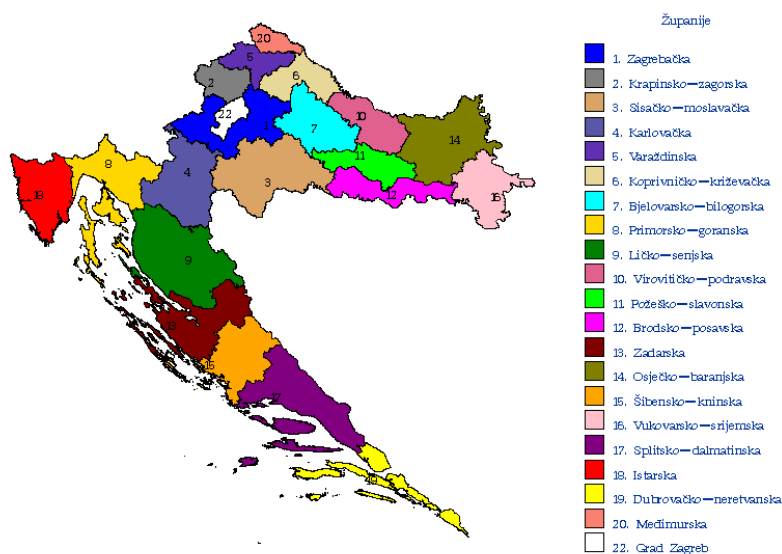 Županije
1. Zagrebačka
2. Krapinsko–zagorska
3. Sisačko–moslavačka
4. Karlovačka
5. Varaždinska
6. Koprivničko–križevačka
7. Bjelovarsko–bilogorska
8. Primorsko–goranska
9. Ličko–senjska
10. Virovitičko–podravska
11. Požeško–slavonska
12. Brodsko–posavska
13. Zadarska
14. Osječko–baranjska
15. Šibensko–kninska
16. Vukovarsko–srijemska
17. Splitsko–dalmatinska
18. Istarska
19. Dubrovačko–neretvanska
20. Međimurska
22. Grad Zagreb
20
5
2
6
22
1
10
7
14
11
8
4
3
12
18
16
9
13
15
17
19